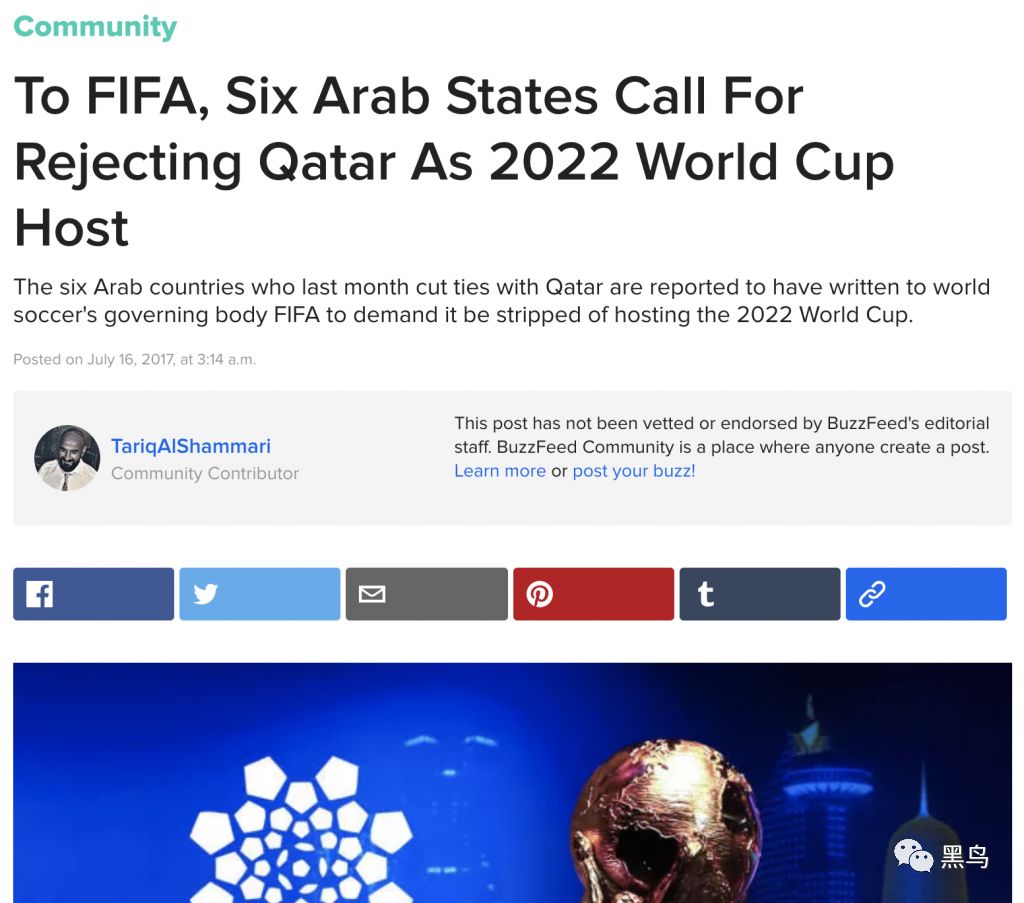 Community
To FIFA, Six Arab States Call For
Rejecting Qatar As 2022 World Cup
Host
The six Arab countries who last month cut ties with Qatar are reported to have written to world
soccer's governing body FIFA to demand it be stripped of hosting the 2022 World Cup.
Posted on July 16, 2017, at 3:14 a.m.
TariqAlShammari
Community Contributor
This post has not been vetted or endorsed by BuzzFeed's editorial
staff. BuzzFeed Community is a place where anyone create a post.
Learn more or post your buzz!
黑鸟